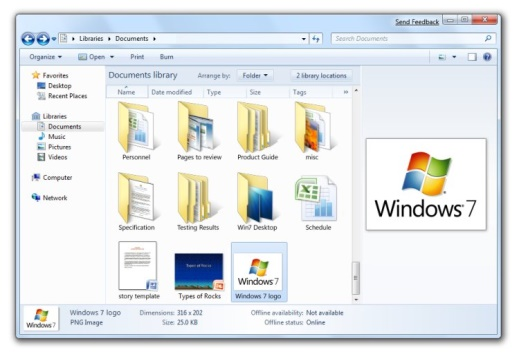 Send Feedback
Libraries Documents
Search Documents
Organize Open Print Burn
Favorites
Desktop
Recent Places
Libraries
Documents
Music
Pictures
Videos
Computer
Network
Documents library Arrange by: Folder 2 library locations
Name Date modified Type Size Tags »
Personnel Pages to review Product Guide misc
Specification Testing Results Win7 Desktop Schedule
Types of Rocks
Windows 7
story template Types of Rocks Windows 7 logo
Windows 7
Windows 7
Windows 7 logo Dimensions: 316 x 202 Offline availability: Not available
PNG Image Size: 25.0 KB Offline status: Online